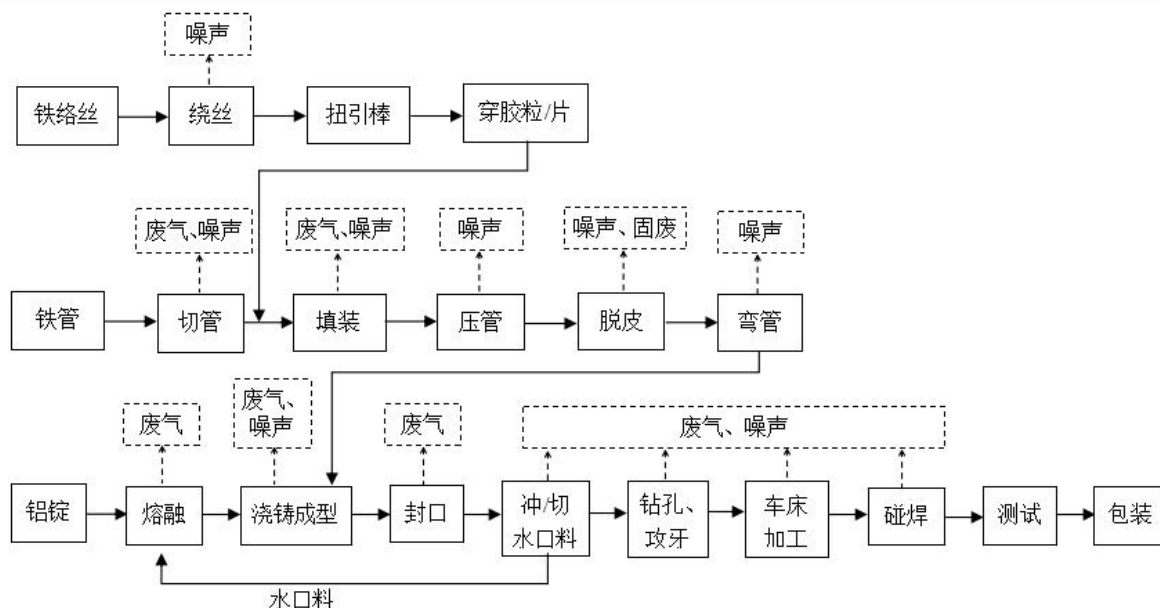 噪声
铁络丝
绕丝
扭引棒
穿胶粒/片
废气、噪声
废气、噪声
噪声
噪声、固废
噪声
铁管
切管
填装
压管
脱皮
弯管
废气
废气、
噪声
废气
废气、噪声
铝锭
熔融
浇铸成型
封口
冲/切
水口料
钻孔、
攻牙
车床
加工
碰焊
测试
包装
水口料